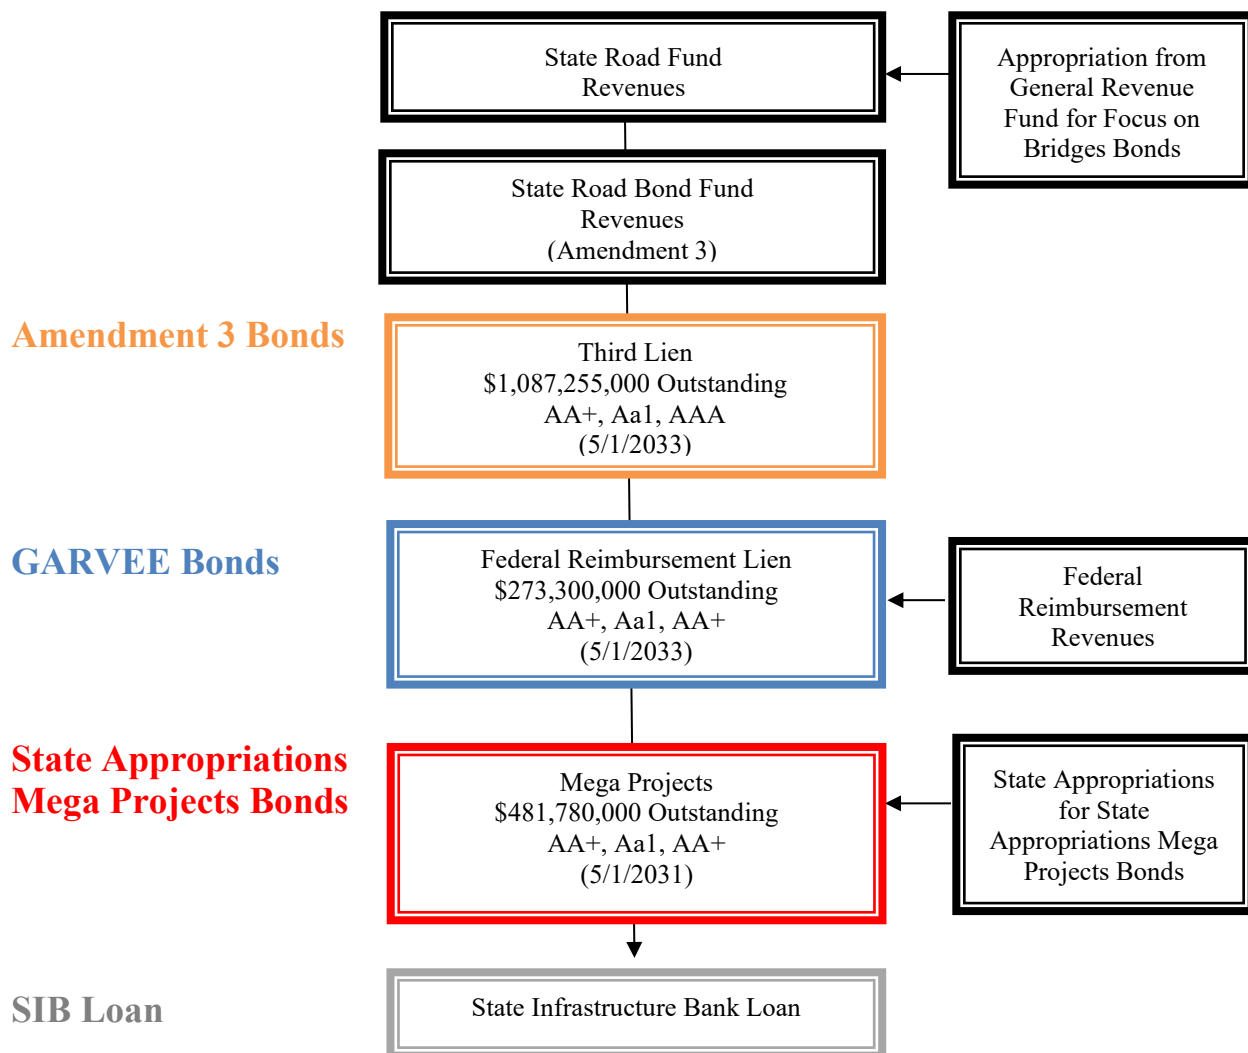 State Road Fund
Revenues
Appropriation from
General Revenue
Fund for Focus on
Bridges Bonds
State Road Bond Fund
Revenues
(Amendment 3)
Amendment 3 Bonds
Third Lien
$1,087,255,000 Outstanding
AA+, Aa1, AAA
(5/1/2033)
GARVEE Bonds
Federal Reimbursement Lien
$273,300,000 Outstanding
AA+, Aa1, AA+
(5/1/2033)
Federal
Reimbursement
Revenues
State Appropriations
Mega Projects Bonds
Mega Projects
$481,780,000 Outstanding
AA+, Aa1, AA+
(5/1/2031)
State Appropriations
for State
Appropriations Mega
Projects Bonds
SIB Loan
State Infrastructure Bank Loan